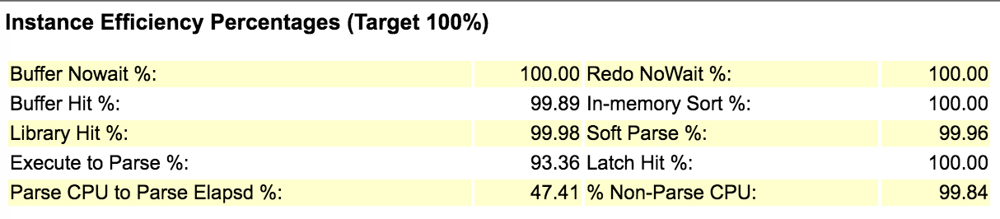 Instance Efficiency Percentages (Target 100%)
Buffer Nowait %: 100.00 Redo NoWait %: 100.00
Buffer Hit %: 99.89 In-memory Sort %: 100.00
Library Hit %: 99.98 Soft Parse %: 99.96
Execute to Parse %: 93.36 Latch Hit %: 100.00
Parse CPU to Parse Elapsd %: 47.41 % Non-Parse CPU: 99.84